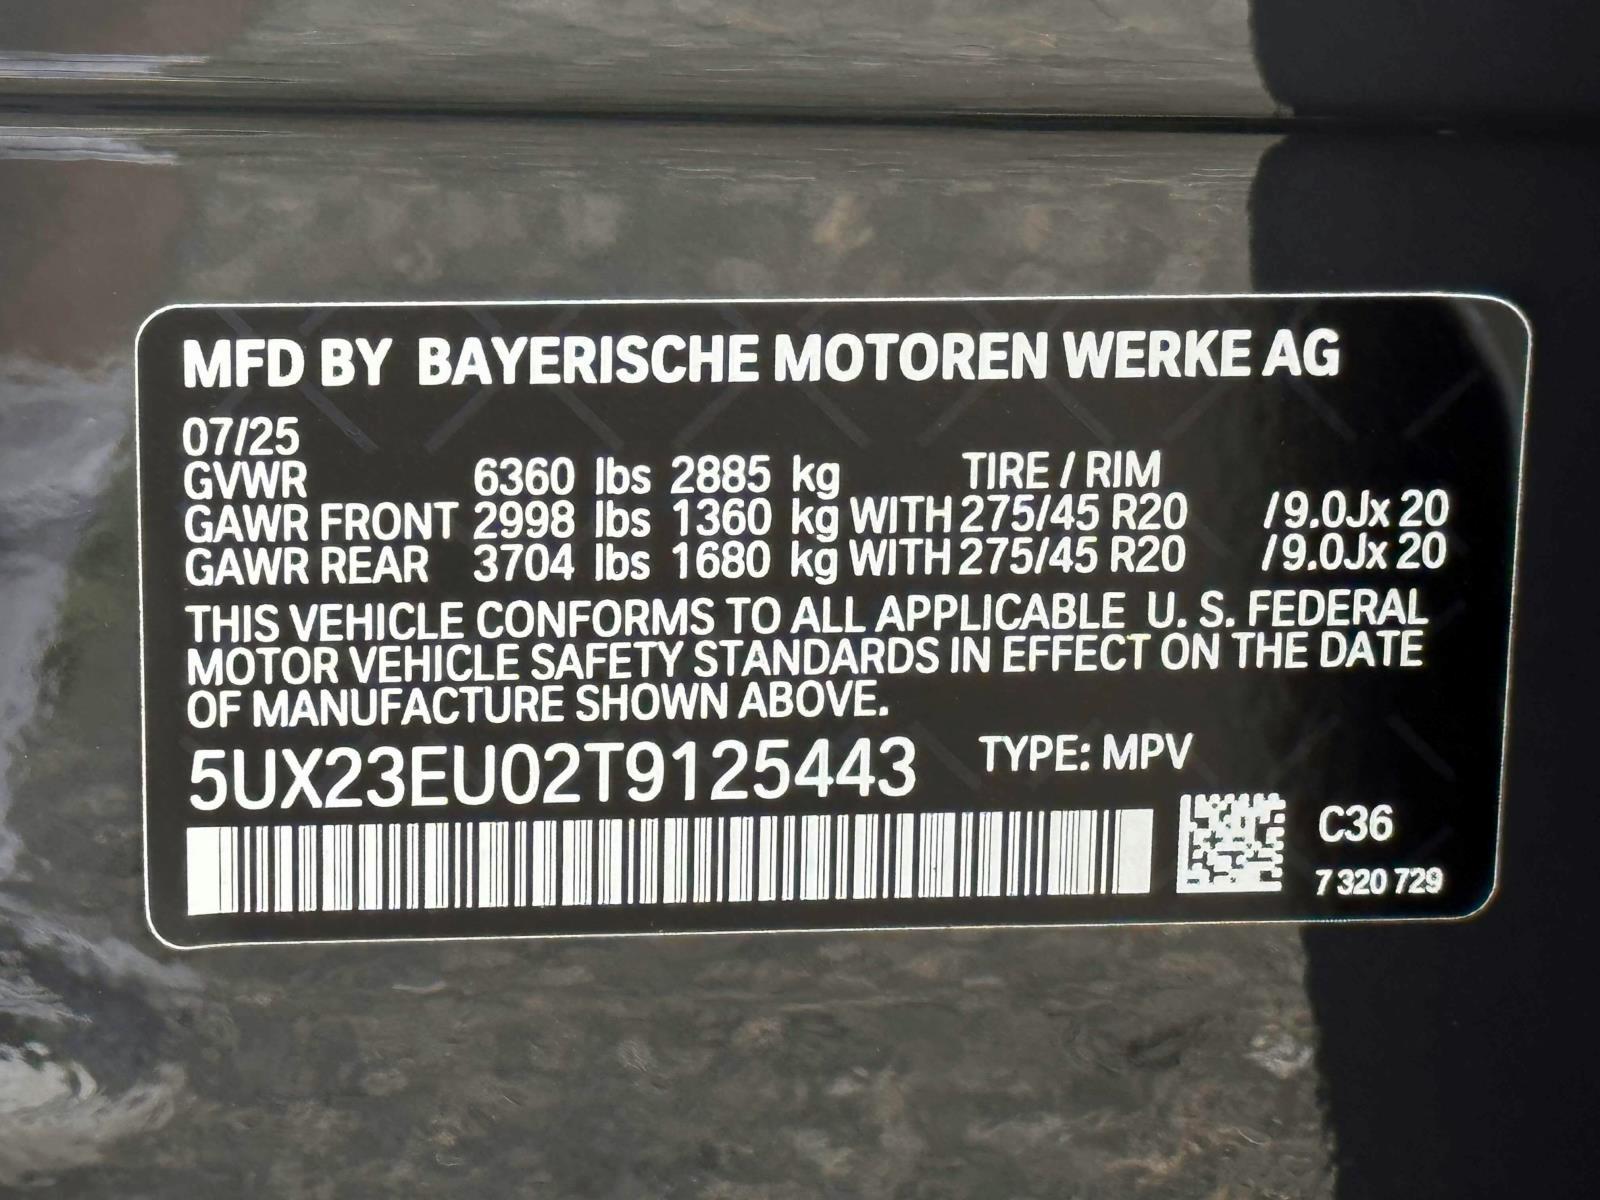 MFD BY BAYERISCHE MOTOREN WERKE AG
07/25
GVWR 6360 lbs 2885 kg TIRE / RIM
GAWR FRONT 2998 lbs 1360 kg WITH 275/45 R20 /9.0Jx 20
GAWR REAR 3704 lbs 1680 kg WITH 275/45 R20 /9.0Jx 20
THIS VEHICLE CONFORMS TO ALL APPLICABLE U. S. FEDERAL
MOTOR VEHICLE SAFETY STANDARDS IN EFFECT ON THE DATE
OF MANUFACTURE SHOWN ABOVE.
5UX23EU02T9125443 TYPE: MPV
C36
7 320 729